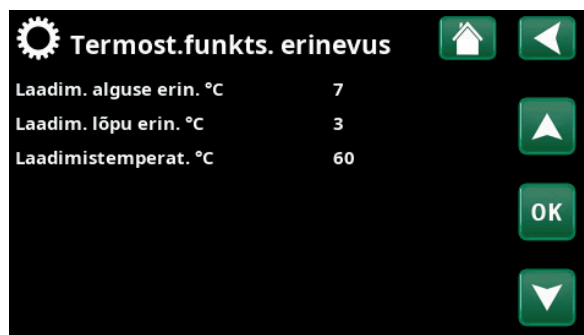 Termost.funkts. erinevus
Laadim. alguse erin. °C 7
Laadim. lõpu erin. °C 3
Laadimistemperat. °C 60
OK